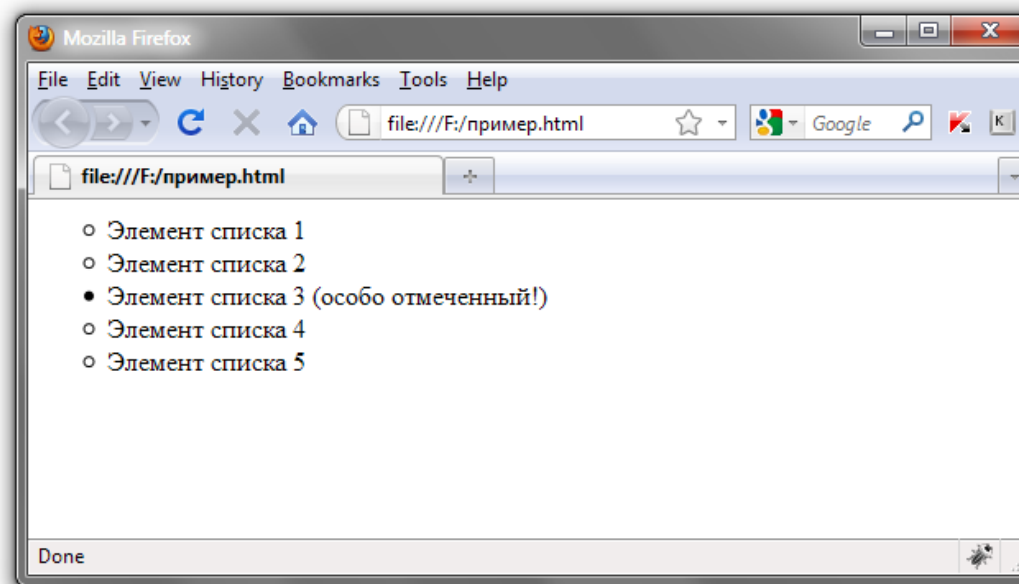 Mozilla Firefox
File Edit View History Bookmarks Tools Help
file:///F:/пример.html Google K
file:///F:/пример.html
Элемент списка 1
Элемент списка 2
Элемент списка 3 (особо отмеченный!)
Элемент списка 4
Элемент списка 5
Done